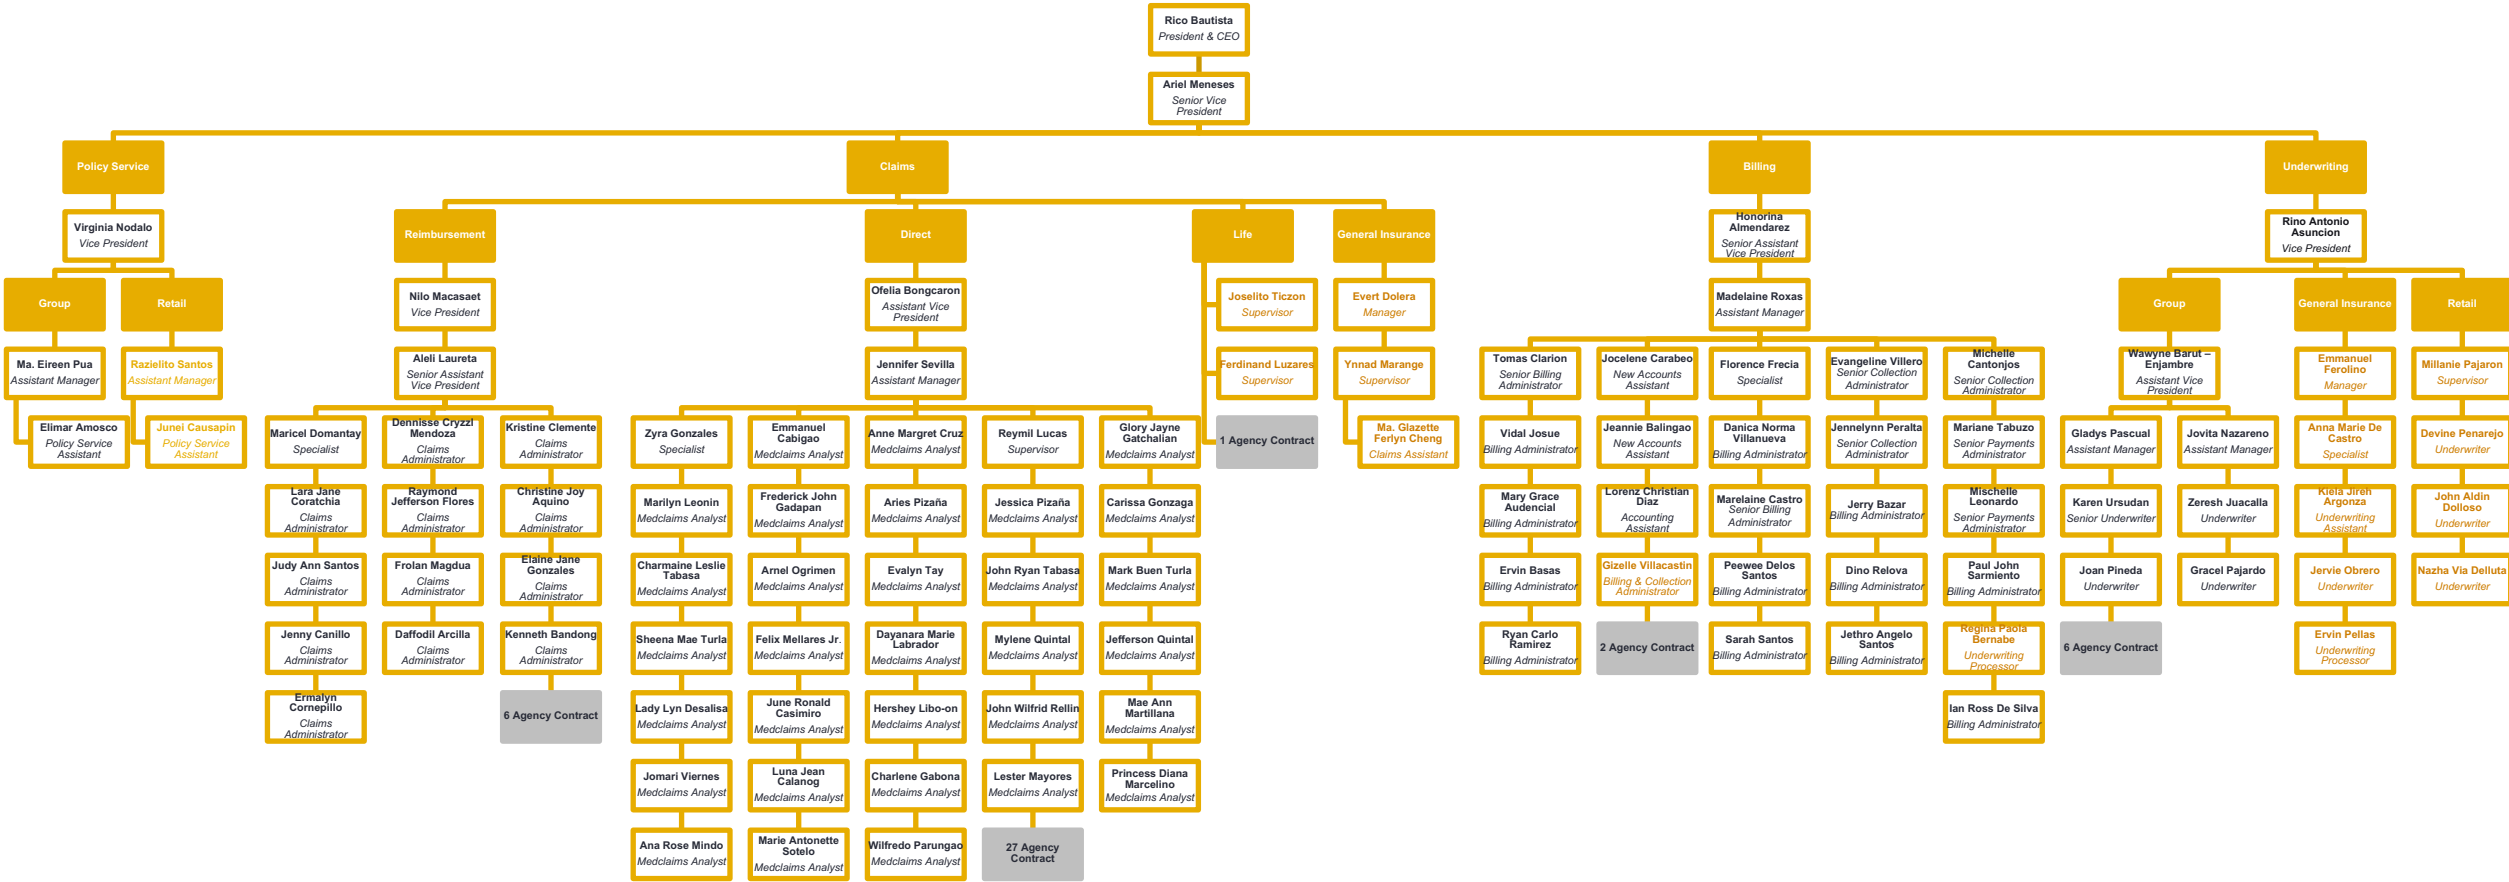 Rico Bautista
President & CEO
Ariel Meneses
Senior Vice
President
Policy Service
Claims
Billing
Underwriting
Virginia Nodalo
Vice President
Reimbursement
Direct
Life
General Insurance
Honorina
Almendarez
Senior Assistant
Vice President
Rino Antonio
Asuncion
Vice President
Group
Retail
Nilo Macasaet
Vice President
Ofelia Bongcaron
Assistant Vice
President
Joselito Ticzon
Supervisor
Evert Dolera
Manager
Madelaine Roxas
Assistant Manager
Group
General Insurance
Retail
Ma. Eireen Pua
Assistant Manager
Razielito Santos
Assistant Manager
Aleli Laureta
Senior Assistant
Vice President
Jennifer Sevilla
Assistant Manager
Ferdinand Luzares
Supervisor
Ynnad Marange
Supervisor
Tomas Clarion
Senior Billing
Administrator
Jocelene Carabeo
New Accounts
Assistant
Florence Frecia
Specialist
Evangeline Villero
Senior Collection
Administrator
Michelle
Cantonjos
Senior Collection
Administrator
Wawyne Barut –
Enjambre
Assistant Vice
President
Emmanuel
Ferolino
Manager
Millanie Pajaron
Supervisor
Elimar Amosco
Policy Service
Assistant
Junei Causapin
Policy Service
Assistant
Maricel Domantay
Specialist
Dennisse Cryzzl
Mendoza
Claims
Administrator
Kristine Clemente
Claims
Administrator
Zyra Gonzales
Specialist
Emmanuel
Cabigao
Medclaims Analyst
Anne Margret Cruz
Medclaims Analyst
Reymil Lucas
Supervisor
Glory Jayne
Gatchalian
Medclaims Analyst
1 Agency Contract
Ma. Glazette
Ferlyn Cheng
Claims Assistant
Vidal Josue
Billing Administrator
Jeannie Balingao
New Accounts
Assistant
Danica Norma
Villanueva
Billing Administrator
Jennelynn Peralta
Senior Collection
Administrator
Mariane Tabuzo
Senior Payments
Administrator
Gladys Pascual
Assistant Manager
Jovita Nazareno
Assistant Manager
Anna Marie De
Castro
Specialist
Devine Penarejo
Underwriter
Lara Jane
Coratchia
Claims
Administrator
Raymond
Jefferson Flores
Claims
Administrator
Christine Joy
Aquino
Claims
Administrator
Marilyn Leonin
Medclaims Analyst
Frederick John
Gadapan
Medclaims Analyst
Aries Pizaña
Medclaims Analyst
Jessica Pizaña
Medclaims Analyst
Carissa Gonzaga
Medclaims Analyst
Mary Grace
Audencial
Billing Administrator
Lorenz Christian
Diaz
Accounting
Assistant
Marelaine Castro
Senior Billing
Administrator
Jerry Bazar
Billing Administrator
Mischelle
Leonardo
Senior Payments
Administrator
Karen Ursudan
Senior Underwriter
Zeresh Juacalla
Underwriter
Kiela Jireh
Argonza
Underwriting
Assistant
John Aldin
Dolloso
Underwriter
Judy Ann Santos
Claims
Administrator
Frolan Magdua
Claims
Administrator
Elaine Jane
Gonzales
Claims
Administrator
Charmaine Leslie
Tabasa
Medclaims Analyst
Arnel Ogrimen
Medclaims Analyst
Evalyn Tay
Medclaims Analyst
John Ryan Tabasa
Medclaims Analyst
Mark Buen Turla
Medclaims Analyst
Ervin Basas
Billing Administrator
Gizelle Villacastin
Billing & Collection
Administrator
Peewee Delos
Santos
Billing Administrator
Dino Relova
Billing Administrator
Paul John
Sarmiento
Billing Administrator
Joan Pineda
Underwriter
Gracel Pajardo
Underwriter
Jervie Obrero
Underwriter
Nazha Via Delluta
Underwriter
Jenny Canillo
Claims
Administrator
Daffodil Arcilla
Claims
Administrator
Kenneth Bandong
Claims
Administrator
Sheena Mae Turla
Medclaims Analyst
Felix Mellares Jr.
Medclaims Analyst
Dayanara Marie
Labrador
Medclaims Analyst
Mylene Quintal
Medclaims Analyst
Jefferson Quintal
Medclaims Analyst
Ryan Carlo
Ramirez
Billing Administrator
2 Agency Contract
Sarah Santos
Billing Administrator
Jethro Angelo
Santos
Billing Administrator
Regina Paola
Bernabe
Underwriting
Processor
6 Agency Contract
Ervin Pellas
Underwriting
Processor
Ermalyn
Cornepillo
Claims
Administrator
6 Agency Contract
Lady Lyn Desalisa
Medclaims Analyst
June Ronald
Casimiro
Medclaims Analyst
Hershey Libo-on
Medclaims Analyst
John Wilfrid Rellin
Medclaims Analyst
Mae Ann
Martillana
Medclaims Analyst
Ian Ross De Silva
Billing Administrator
Jomari Viernes
Medclaims Analyst
Luna Jean
Calanog
Medclaims Analyst
Charlene Gabona
Medclaims Analyst
Lester Mayores
Medclaims Analyst
Princess Diana
Marcelino
Medclaims Analyst
Ana Rose Mindo
Medclaims Analyst
Marie Antonette
Sotelo
Medclaims Analyst
Wilfredo Parungao
Medclaims Analyst
27 Agency
Contract